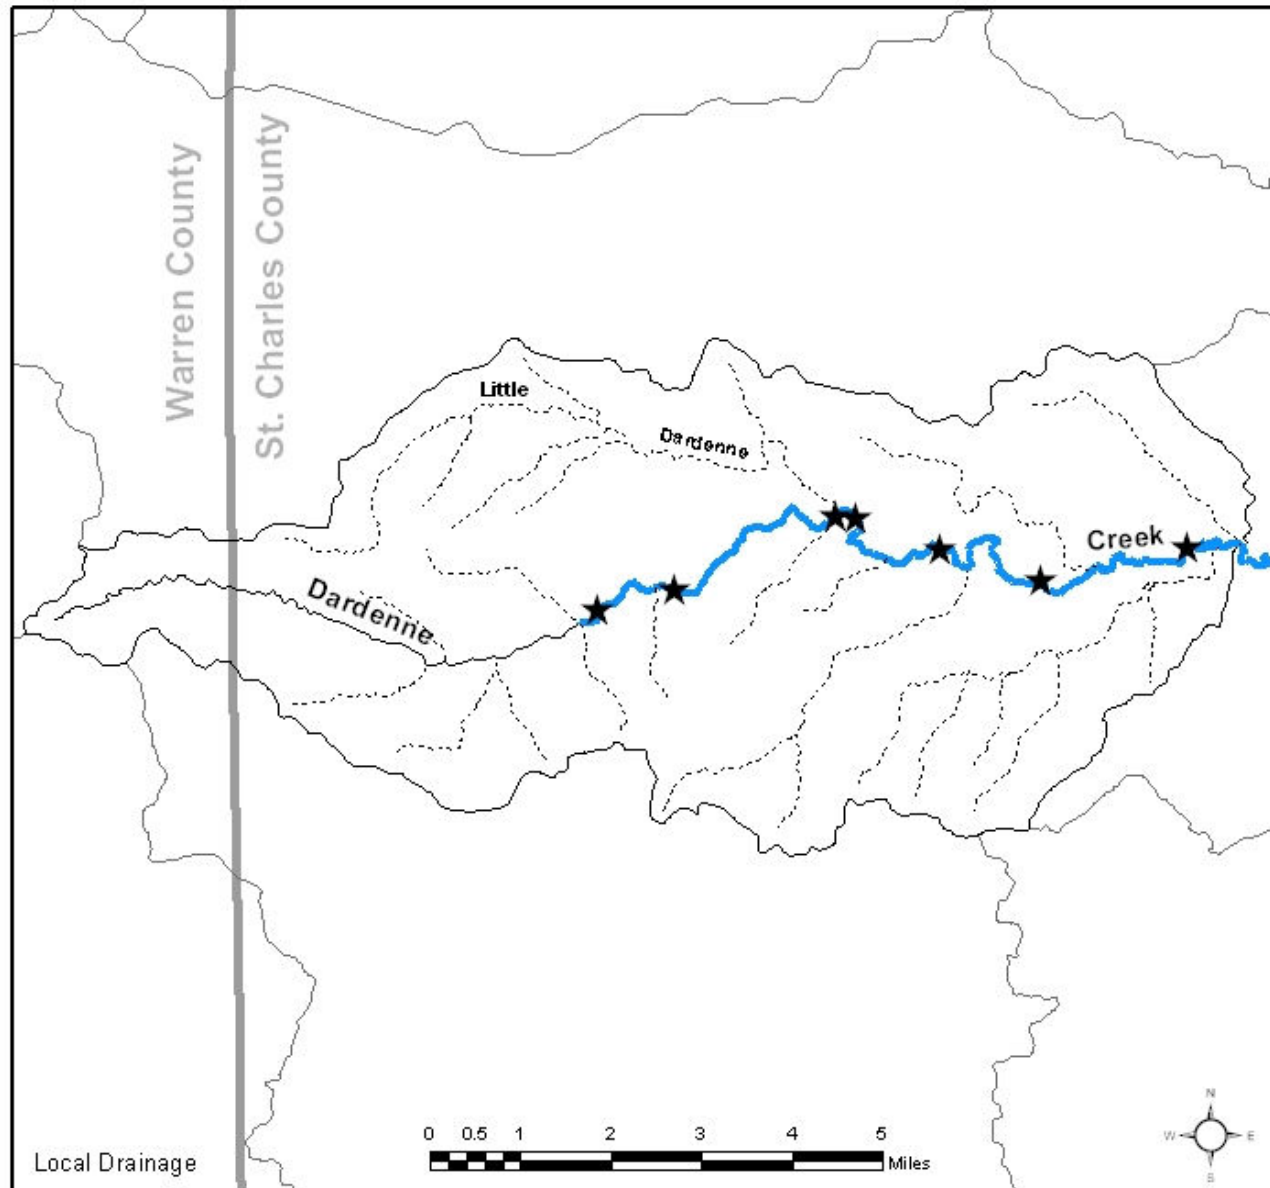 Warren County
St. Charles County
Little
Dardenne
Creek
Dardenne
0 0.5 1 2 3 4 5
Miles
Local Drainage
N
W E
S